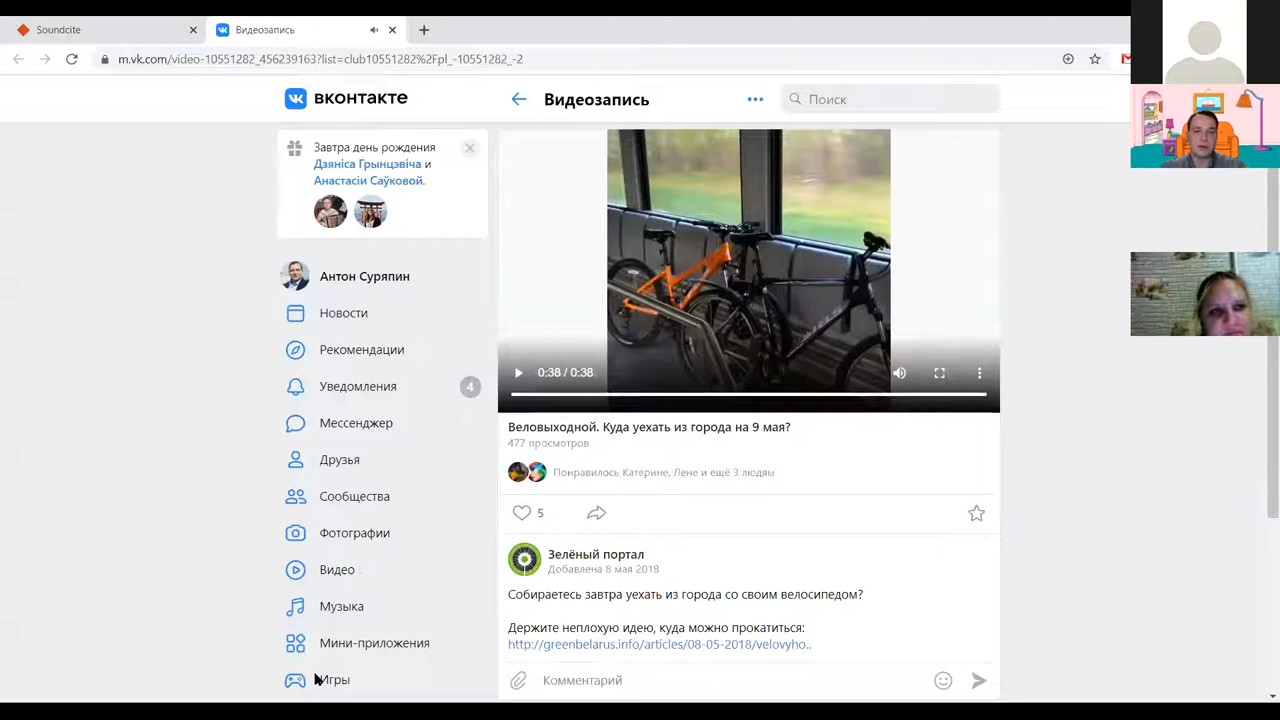 Soundcite
Видеозапись
m.vk.com/video-10551282_456239163?list=club10551282%2Fpl_-10551282_-2
вконтакте
Видеозапись
Поиск
Завтра день рождения
Дзяніса Грынцэвіча и
Анастасіі Саўковой.
Антон Суряпин
Новости
Рекомендации
Уведомления
4
Мессенджер
Друзья
Сообщества
Фотографии
Видео
Музыка
Мини-приложения
Игры
0:38 / 0:38
Веловыходной. Куда уехать из города на 9 мая?
477 просмотров
Понравилось Катерине, Лене и ещё 3 людям
5
Зелёный портал
Добавлена 8 мая 2018
Собираетесь завтра уехать из города со своим велосипедом?
Держите неплохую идею, куда можно прокатиться:
http://greenbelarus.info/articles/08-05-2018/velovyho..
Комментарий